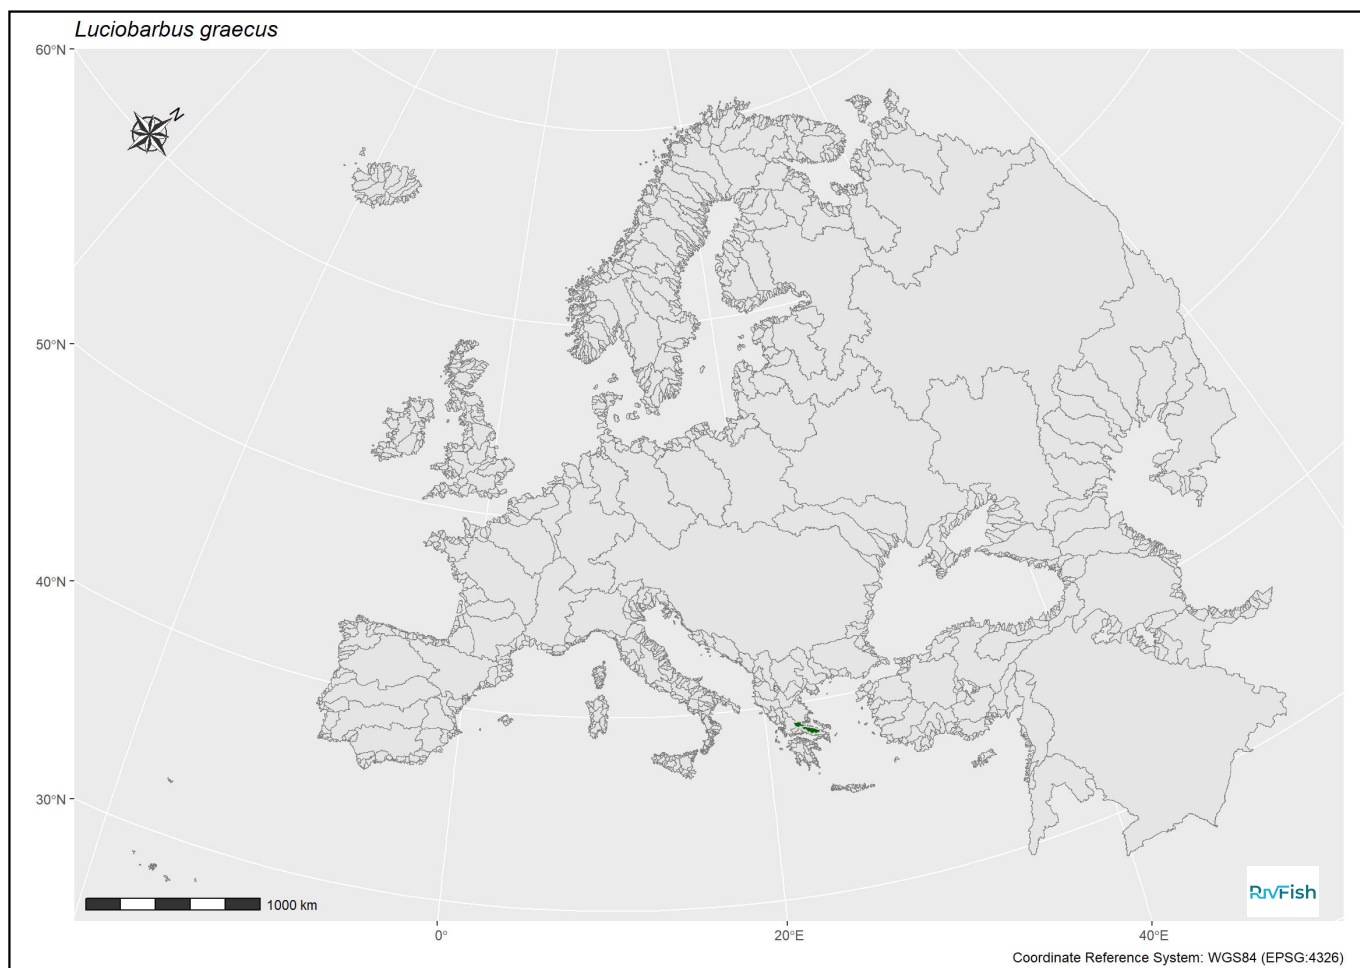 Luciobarbus graecus
60°N
N
50°N
40°N
30°N
1000 km
RivFish
0°
20°E
40°E
Coordinate Reference System: WGS84 (EPSG:4326)